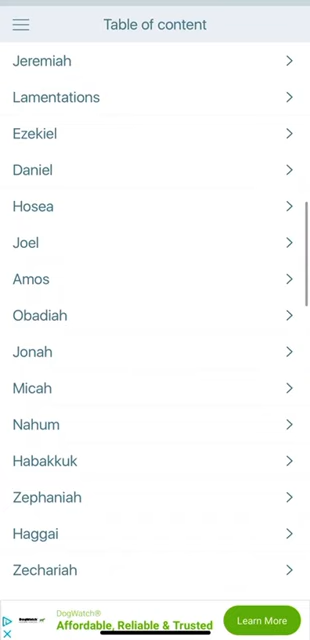 Table of content
Jeremiah
Lamentations
Ezekiel
Daniel
Hosea
Joel
Amos
Obadiah
Jonah
Micah
Nahum
Habakkuk
Zephaniah
Haggai
Zechariah
DogWatch
DogWatch®
Affordable, Reliable & Trusted
Learn More